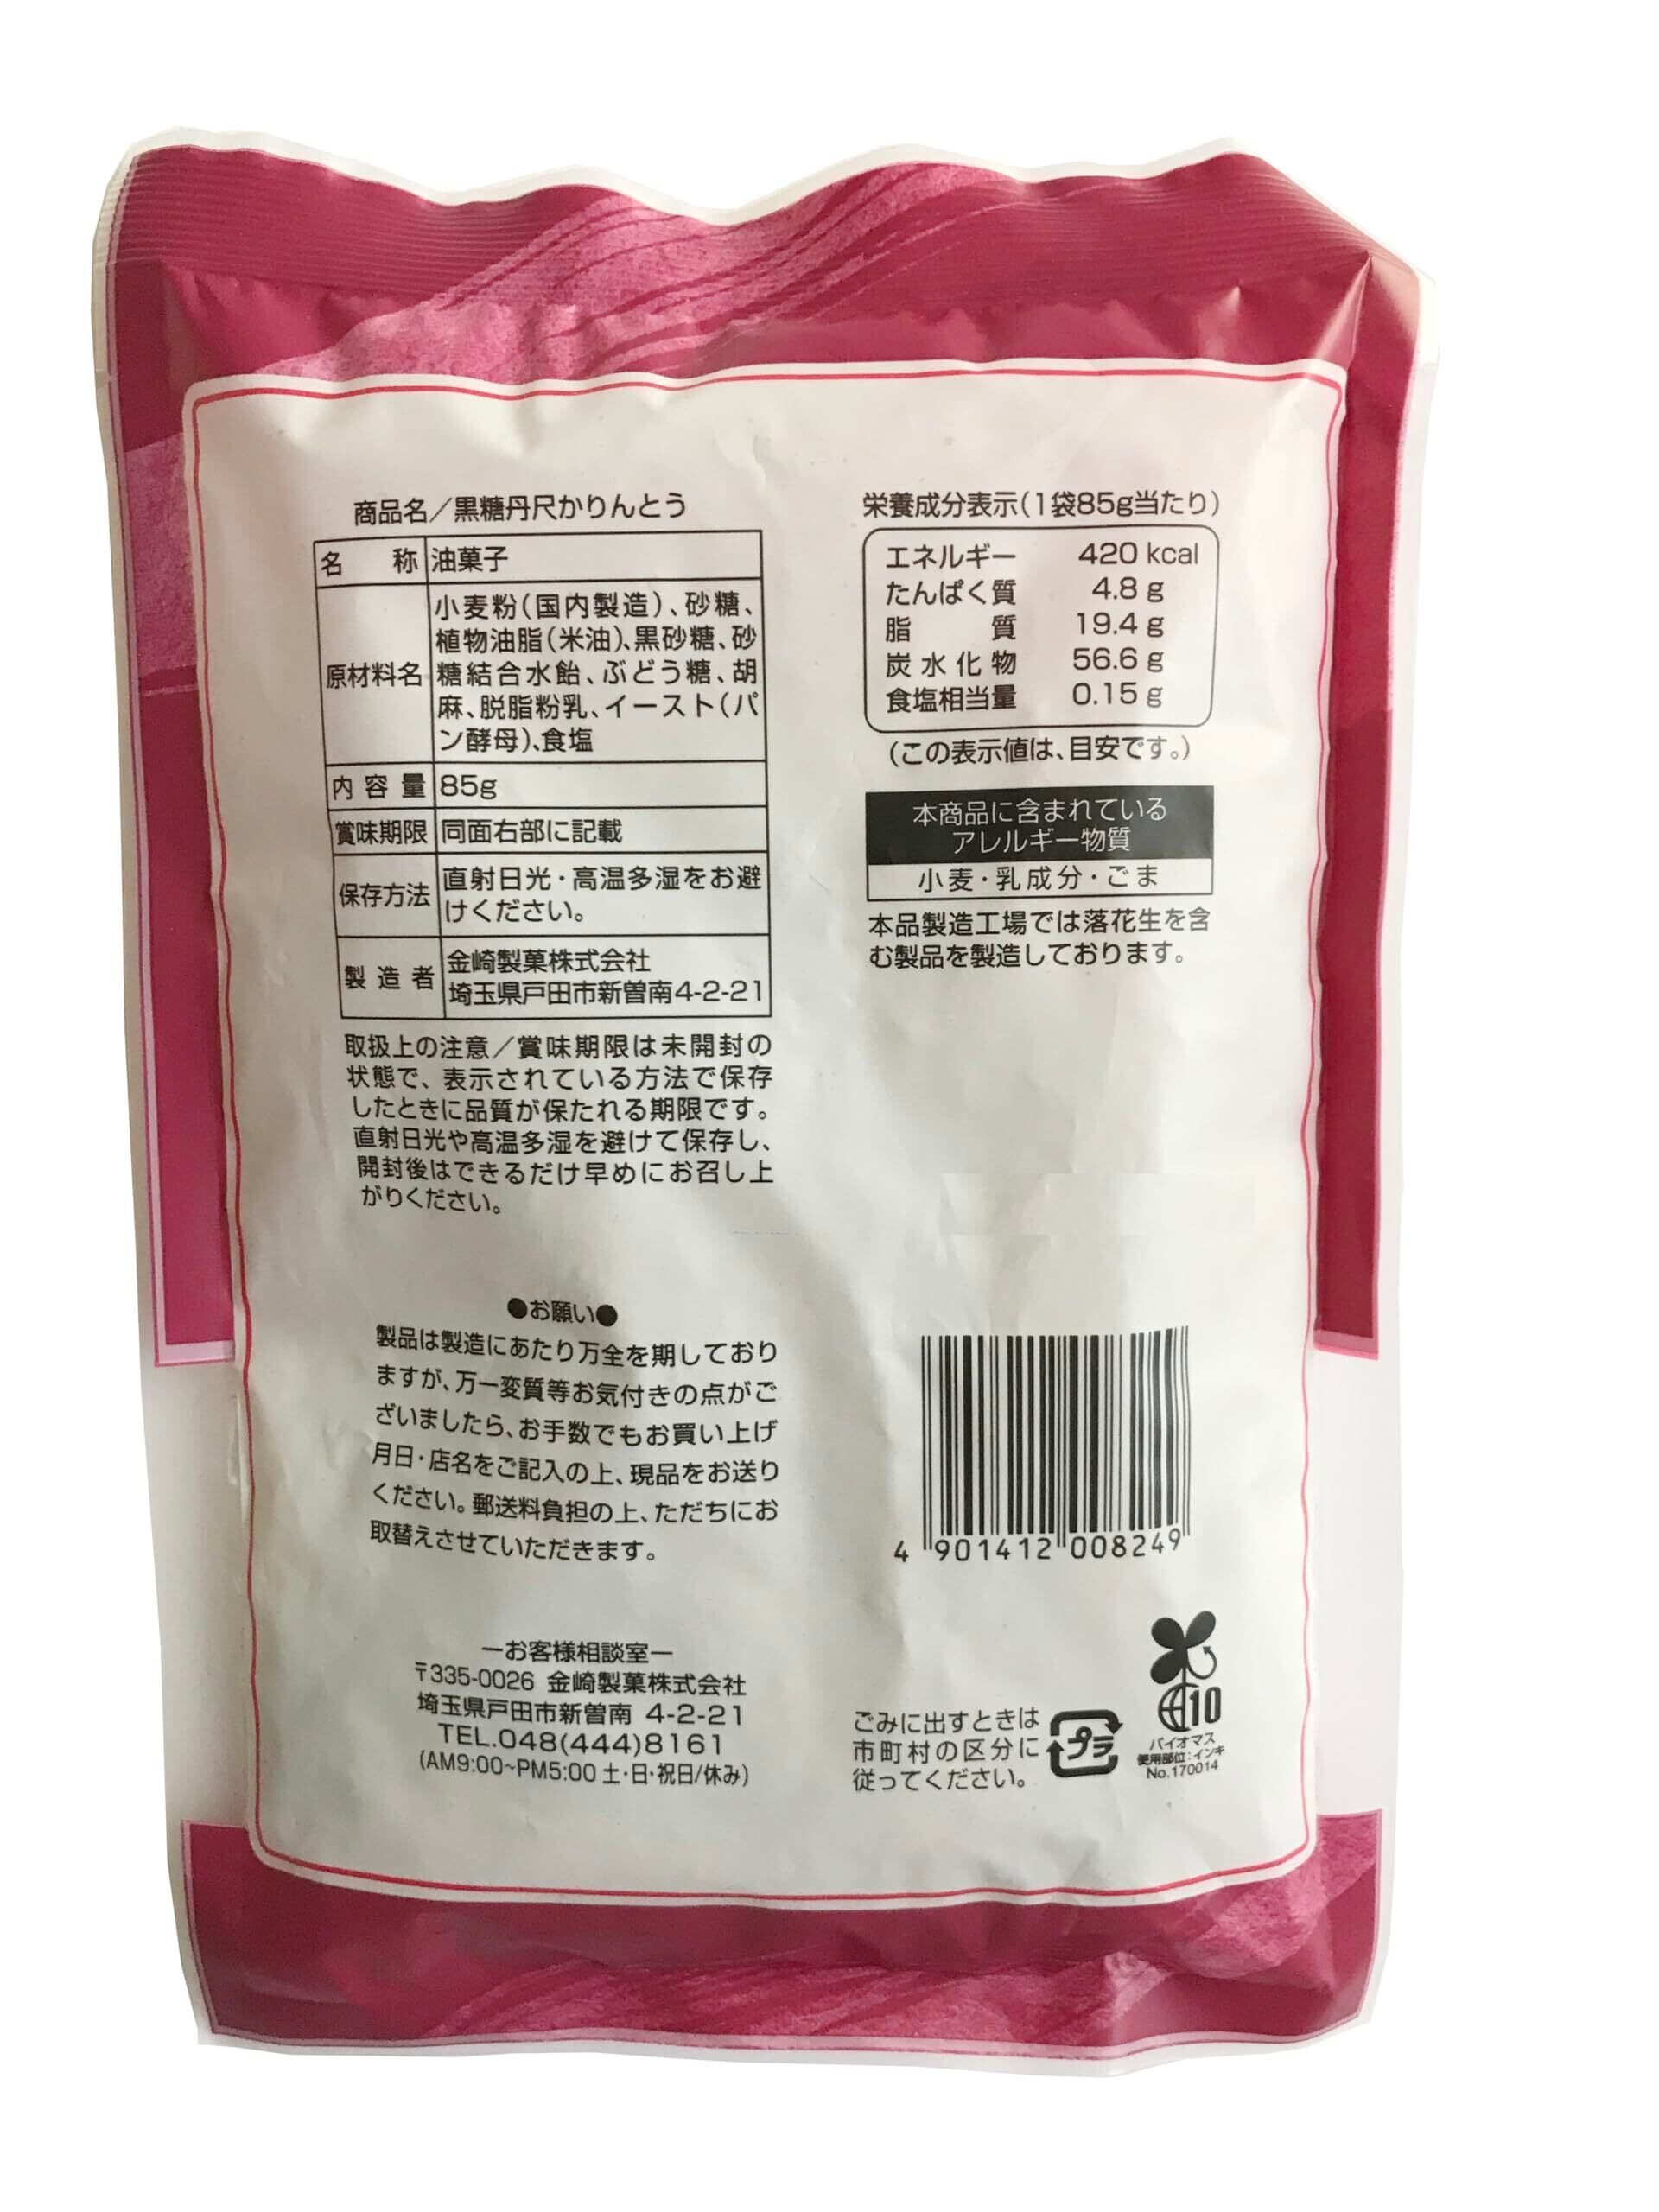 商品名／黒糖丹尺かりんとう
名　称 油菓子
原材料名
小麦粉(国内製造)、砂糖、
植物油脂(米油)、黒砂糖、砂
糖結合水飴、ぶどう糖、胡
麻、脱脂粉乳、イースト(パ
ン酵母)、食塩
内容量 85g
賞味期限 同面右部に記載
保存方法
直射日光・高温多湿をお避
けください。
製造者
金崎製菓株式会社
埼玉県戸田市新曽南4-2-21
取扱上の注意／賞味期限は未開封の
状態で、表示されている方法で保存
したときに品質が保たれる期限です。
直射日光や高温多湿を避けて保存し、
開封後はできるだけ早めにお召し上
がりください。
●お願い●
製品は製造にあたり万全を期しており
ますが、万一変質等お気付きの点がご
ざいましたら、お手数でもお買い上げ
月日・店名をご記入の上、現品をお送り
ください。郵送料負担の上、ただちにお
取替えさせていただきます。
ーお客様相談室ー
〒335-0026 金崎製菓株式会社
埼玉県戸田市新曽南 4-2-21
TEL.048(444)8161
(AM9:00~PM5:00 土・日・祝日/休み)
栄養成分表示(1袋85g当たり)
エネルギー 420 kcal
たんぱく質 4.8 g
脂質 19.4 g
炭水化物 56.6 g
食塩相当量 0.15 g
(この表示値は、目安です。)
本商品に含まれている
アレルギー物質
小麦・乳成分・ごま
本品製造工場では落花生を含
む製品を製造しております。
4 901412 008249
ごみに出すときは
市町村の区分に
従ってください。
プラ
10
バイオマス
使用部位：インキ
No.170014